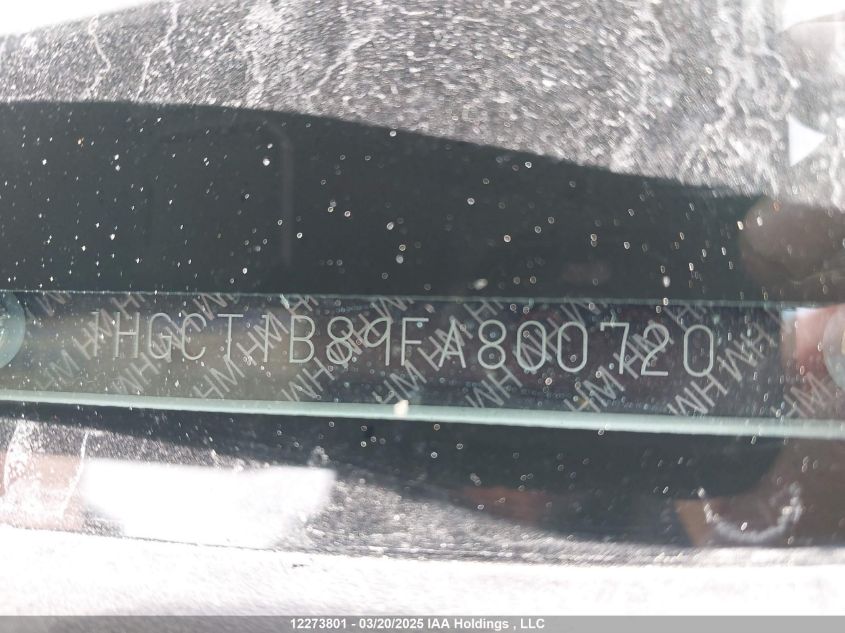 1HGCT1B89FA800720
12273801 - 03/20/2025 IAA Holdings , LLC